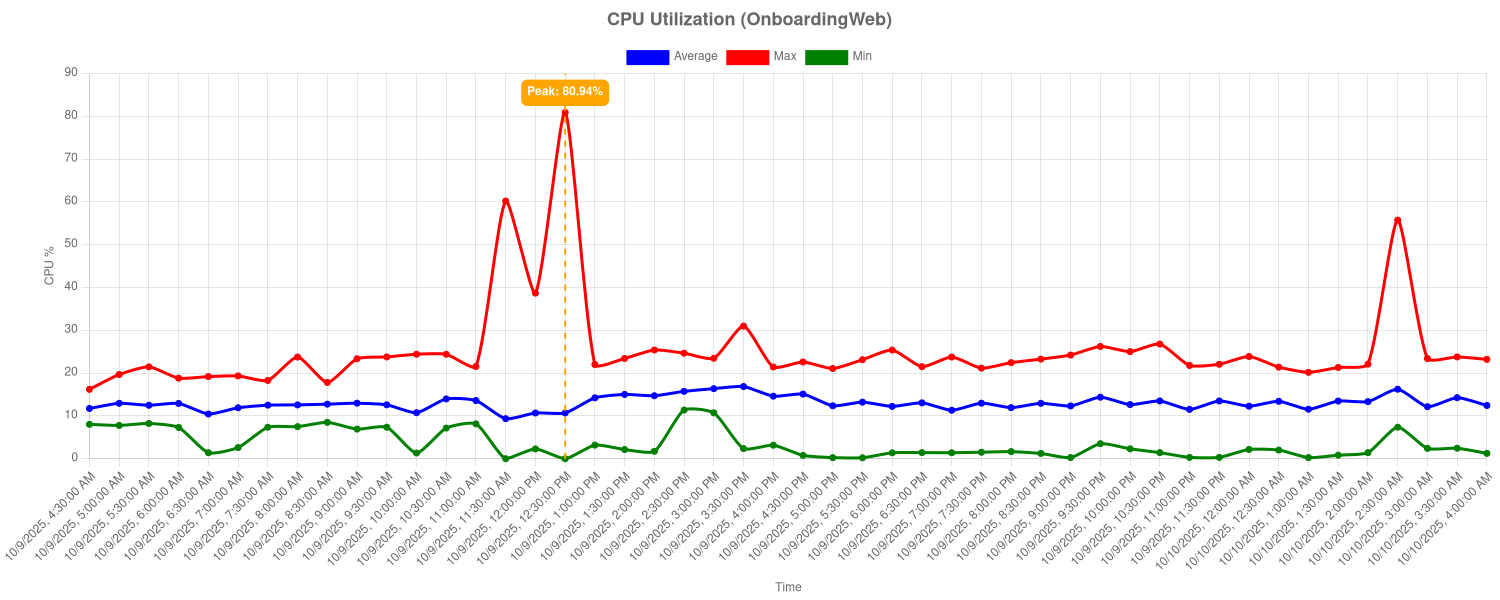 CPU Utilization (OnboardingWeb)
Average Max Min
Peak: 80.94%
90
80
70
60
50
40
30
20
10
0
CPU %
10/9/2025, 4:30:00 AM
10/9/2025, 5:00:00 AM
10/9/2025, 5:30:00 AM
10/9/2025, 6:00:00 AM
10/9/2025, 6:30:00 AM
10/9/2025, 7:00:00 AM
10/9/2025, 7:30:00 AM
10/9/2025, 8:00:00 AM
10/9/2025, 8:30:00 AM
10/9/2025, 9:00:00 AM
10/9/2025, 9:30:00 AM
10/9/2025, 10:00:00 AM
10/9/2025, 10:30:00 AM
10/9/2025, 11:00:00 AM
10/9/2025, 11:30:00 AM
10/9/2025, 12:00:00 PM
10/9/2025, 12:30:00 PM
10/9/2025, 1:00:00 PM
10/9/2025, 1:30:00 PM
10/9/2025, 2:00:00 PM
10/9/2025, 2:30:00 PM
10/9/2025, 3:00:00 PM
10/9/2025, 3:30:00 PM
10/9/2025, 4:00:00 PM
10/9/2025, 4:30:00 PM
10/9/2025, 5:00:00 PM
10/9/2025, 5:30:00 PM
10/9/2025, 6:00:00 PM
10/9/2025, 6:30:00 PM
10/9/2025, 7:00:00 PM
10/9/2025, 7:30:00 PM
10/9/2025, 8:00:00 PM
10/9/2025, 8:30:00 PM
10/9/2025, 9:00:00 PM
10/9/2025, 9:30:00 PM
10/9/2025, 10:00:00 PM
10/9/2025, 10:30:00 PM
10/9/2025, 11:00:00 PM
10/9/2025, 11:30:00 PM
10/10/2025, 12:00:00 AM
10/10/2025, 12:30:00 AM
10/10/2025, 1:00:00 AM
10/10/2025, 1:30:00 AM
10/10/2025, 2:00:00 AM
10/10/2025, 2:30:00 AM
10/10/2025, 3:00:00 AM
10/10/2025, 3:30:00 AM
10/10/2025, 4:00:00 AM
Time